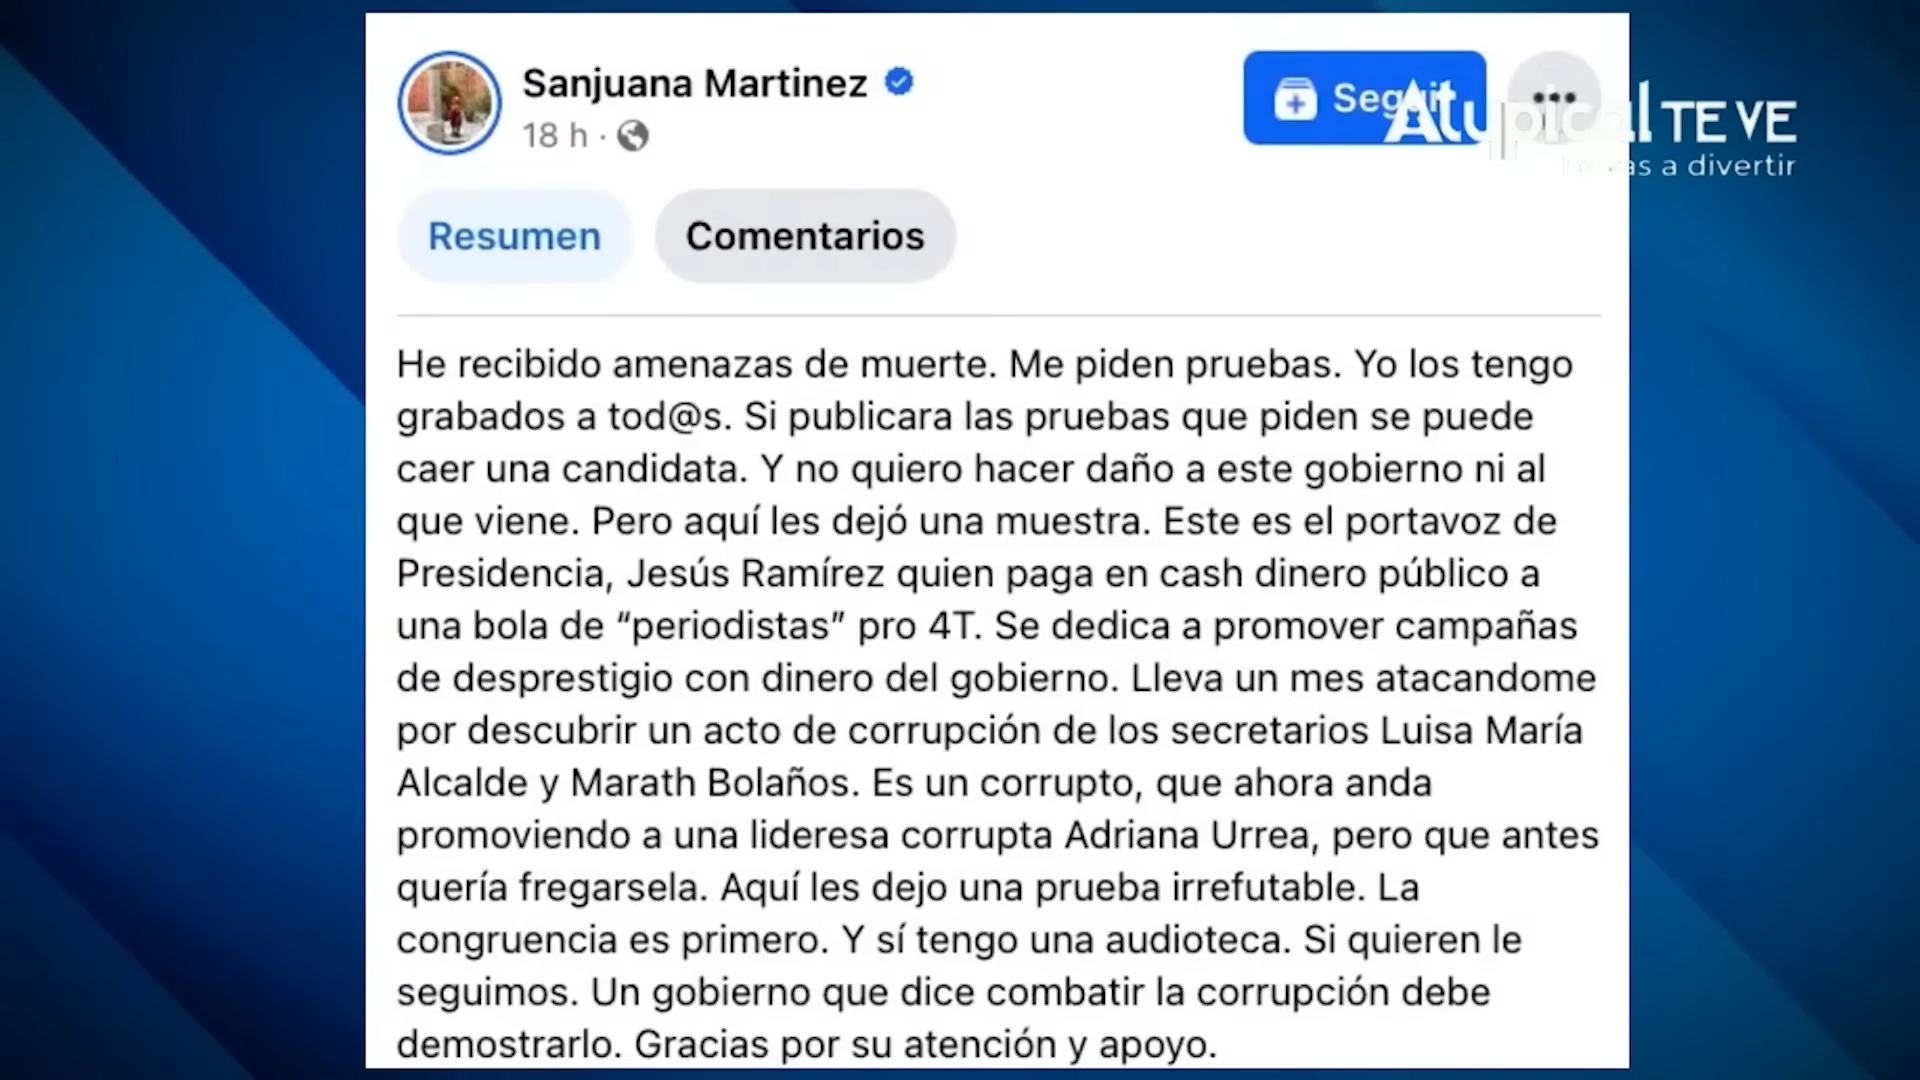 Sanjuana Martinez
18 h ·
Seguir
Atypical TE VE
Te vas a divertir
Resumen
Comentarios
He recibido amenazas de muerte. Me piden pruebas. Yo los tengo
grabados a tod@s. Si publicara las pruebas que piden se puede
caer una candidata. Y no quiero hacer daño a este gobierno ni al
que viene. Pero aquí les dejó una muestra. Este es el portavoz de
Presidencia, Jesús Ramírez quien paga en cash dinero público a
una bola de “periodistas” pro 4T. Se dedica a promover campañas
de desprestigio con dinero del gobierno. Lleva un mes atacandome
por descubrir un acto de corrupción de los secretarios Luisa María
Alcalde y Marath Bolaños. Es un corrupto, que ahora anda
promoviendo a una lideresa corrupta Adriana Urrea, pero que antes
quería fregarsela. Aquí les dejo una prueba irrefutable. La
congruencia es primero. Y sí tengo una audioteca. Si quieren le
seguimos. Un gobierno que dice combatir la corrupción debe
demostrarlo. Gracias por su atención y apoyo.